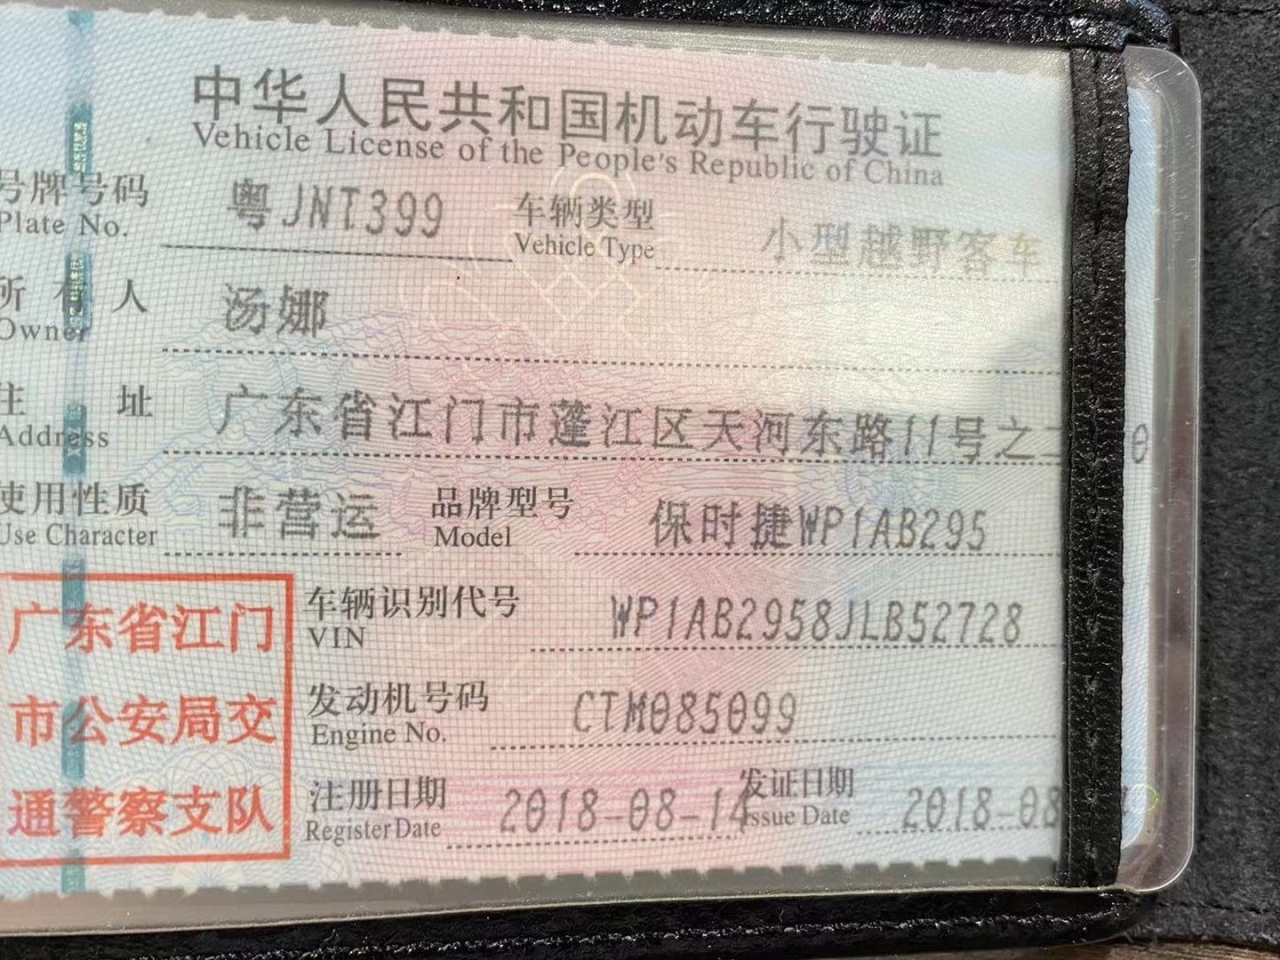 中华人民共和国机动车行驶证
Vehicle License of the People's Republic of China
号牌号码 粤JNT399 车辆类型 小型越野客车
Plate No. Vehicle Type
所有人 汤娜
Owner
住址 广东省江门市蓬江区天河东路11号之二
Address
使用性质 非营运 品牌型号 保时捷WP1AB295
Use Character Model
广东省江门
市公安局交
通警察支队
车辆识别代号 WP1AB2958JLB52728
VIN
发动机号码 CTM085099
Engine No.
注册日期 2018-08-14 发证日期 2018-08
Register Date Issue Date